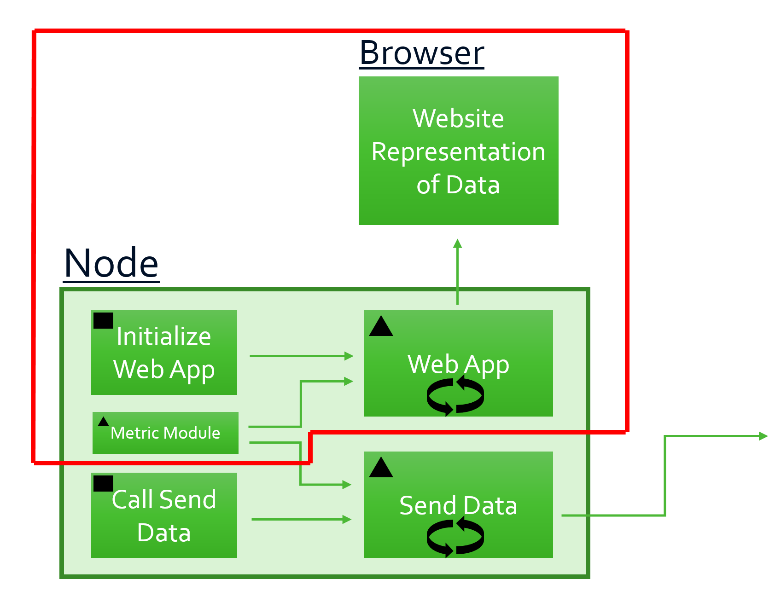 Browser
Website
Representation
of Data
Node
Initialize
Web App
Web App
Metric Module
Call Send
Data
Send Data